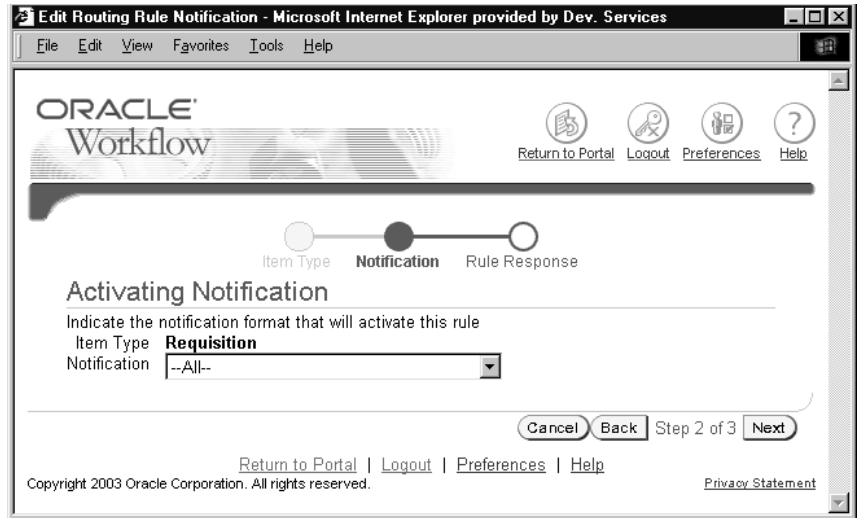 Edit Routing Rule Notification - Microsoft Internet Explorer provided by Dev. Services
File Edit View Favorites Tools Help
ORACLE'
Workflow
Return to Portal Logout Preferences Help
Item Type Notification Rule Response
Activating Notification
Indicate the notification format that will activate this rule
Item Type Requisition
Notification --All--
Cancel Back Step 2 of 3 Next
Return to Portal | Logout | Preferences | Help
Copyright 2003 Oracle Corporation. All rights reserved. Privacy Statement